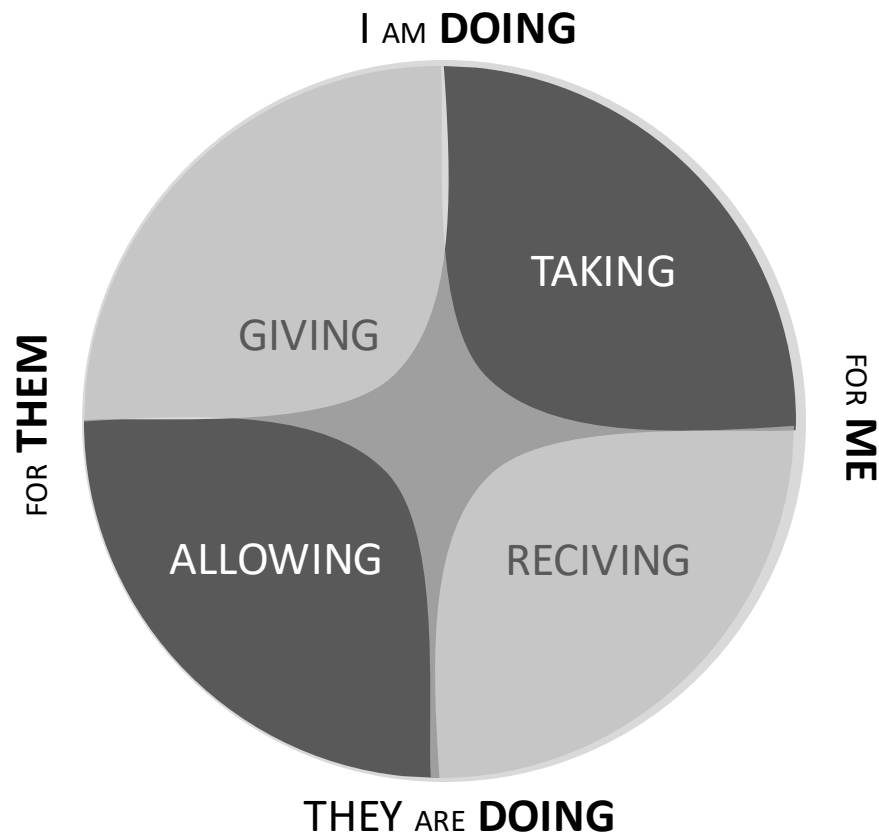 I AM DOING
TAKING
GIVING
FOR THEM
FOR ME
ALLOWING
RECIVING
THEY ARE DOING